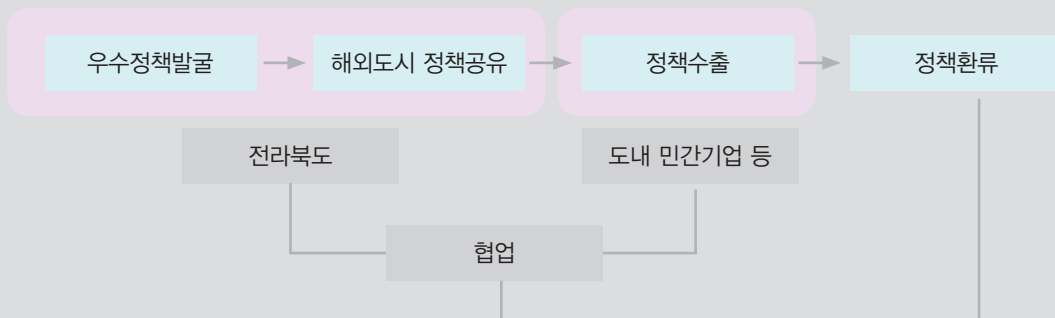 우수정책발굴
해외도시 정책공유
정책수출
정책환류
전라북도
도내 민간기업 등
협업